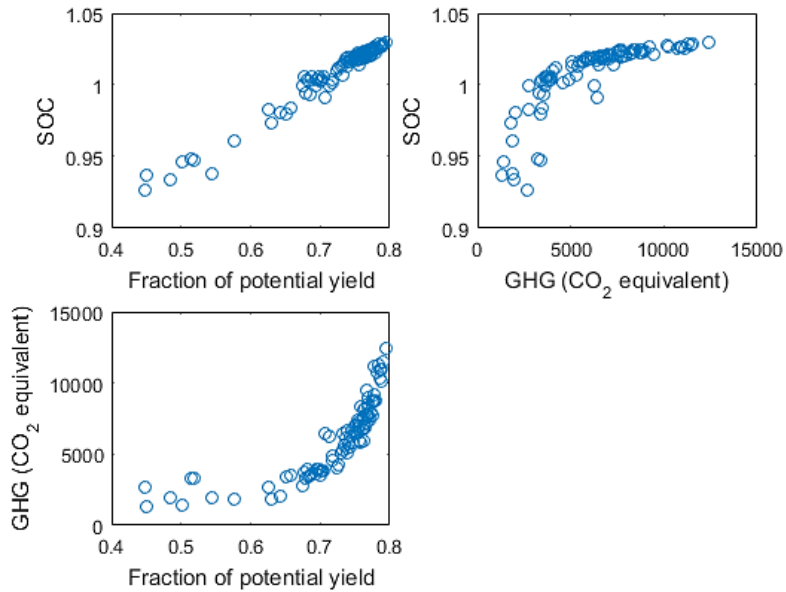 1.05
1
0.95
0.9
SOC
0.4 0.5 0.6 0.7 0.8
Fraction of potential yield
1.05
1
0.95
0.9
SOC
0 5000 10000 15000
GHG (CO₂ equivalent)
15000
10000
5000
0
GHG (CO₂ equivalent)
0.4 0.5 0.6 0.7 0.8
Fraction of potential yield